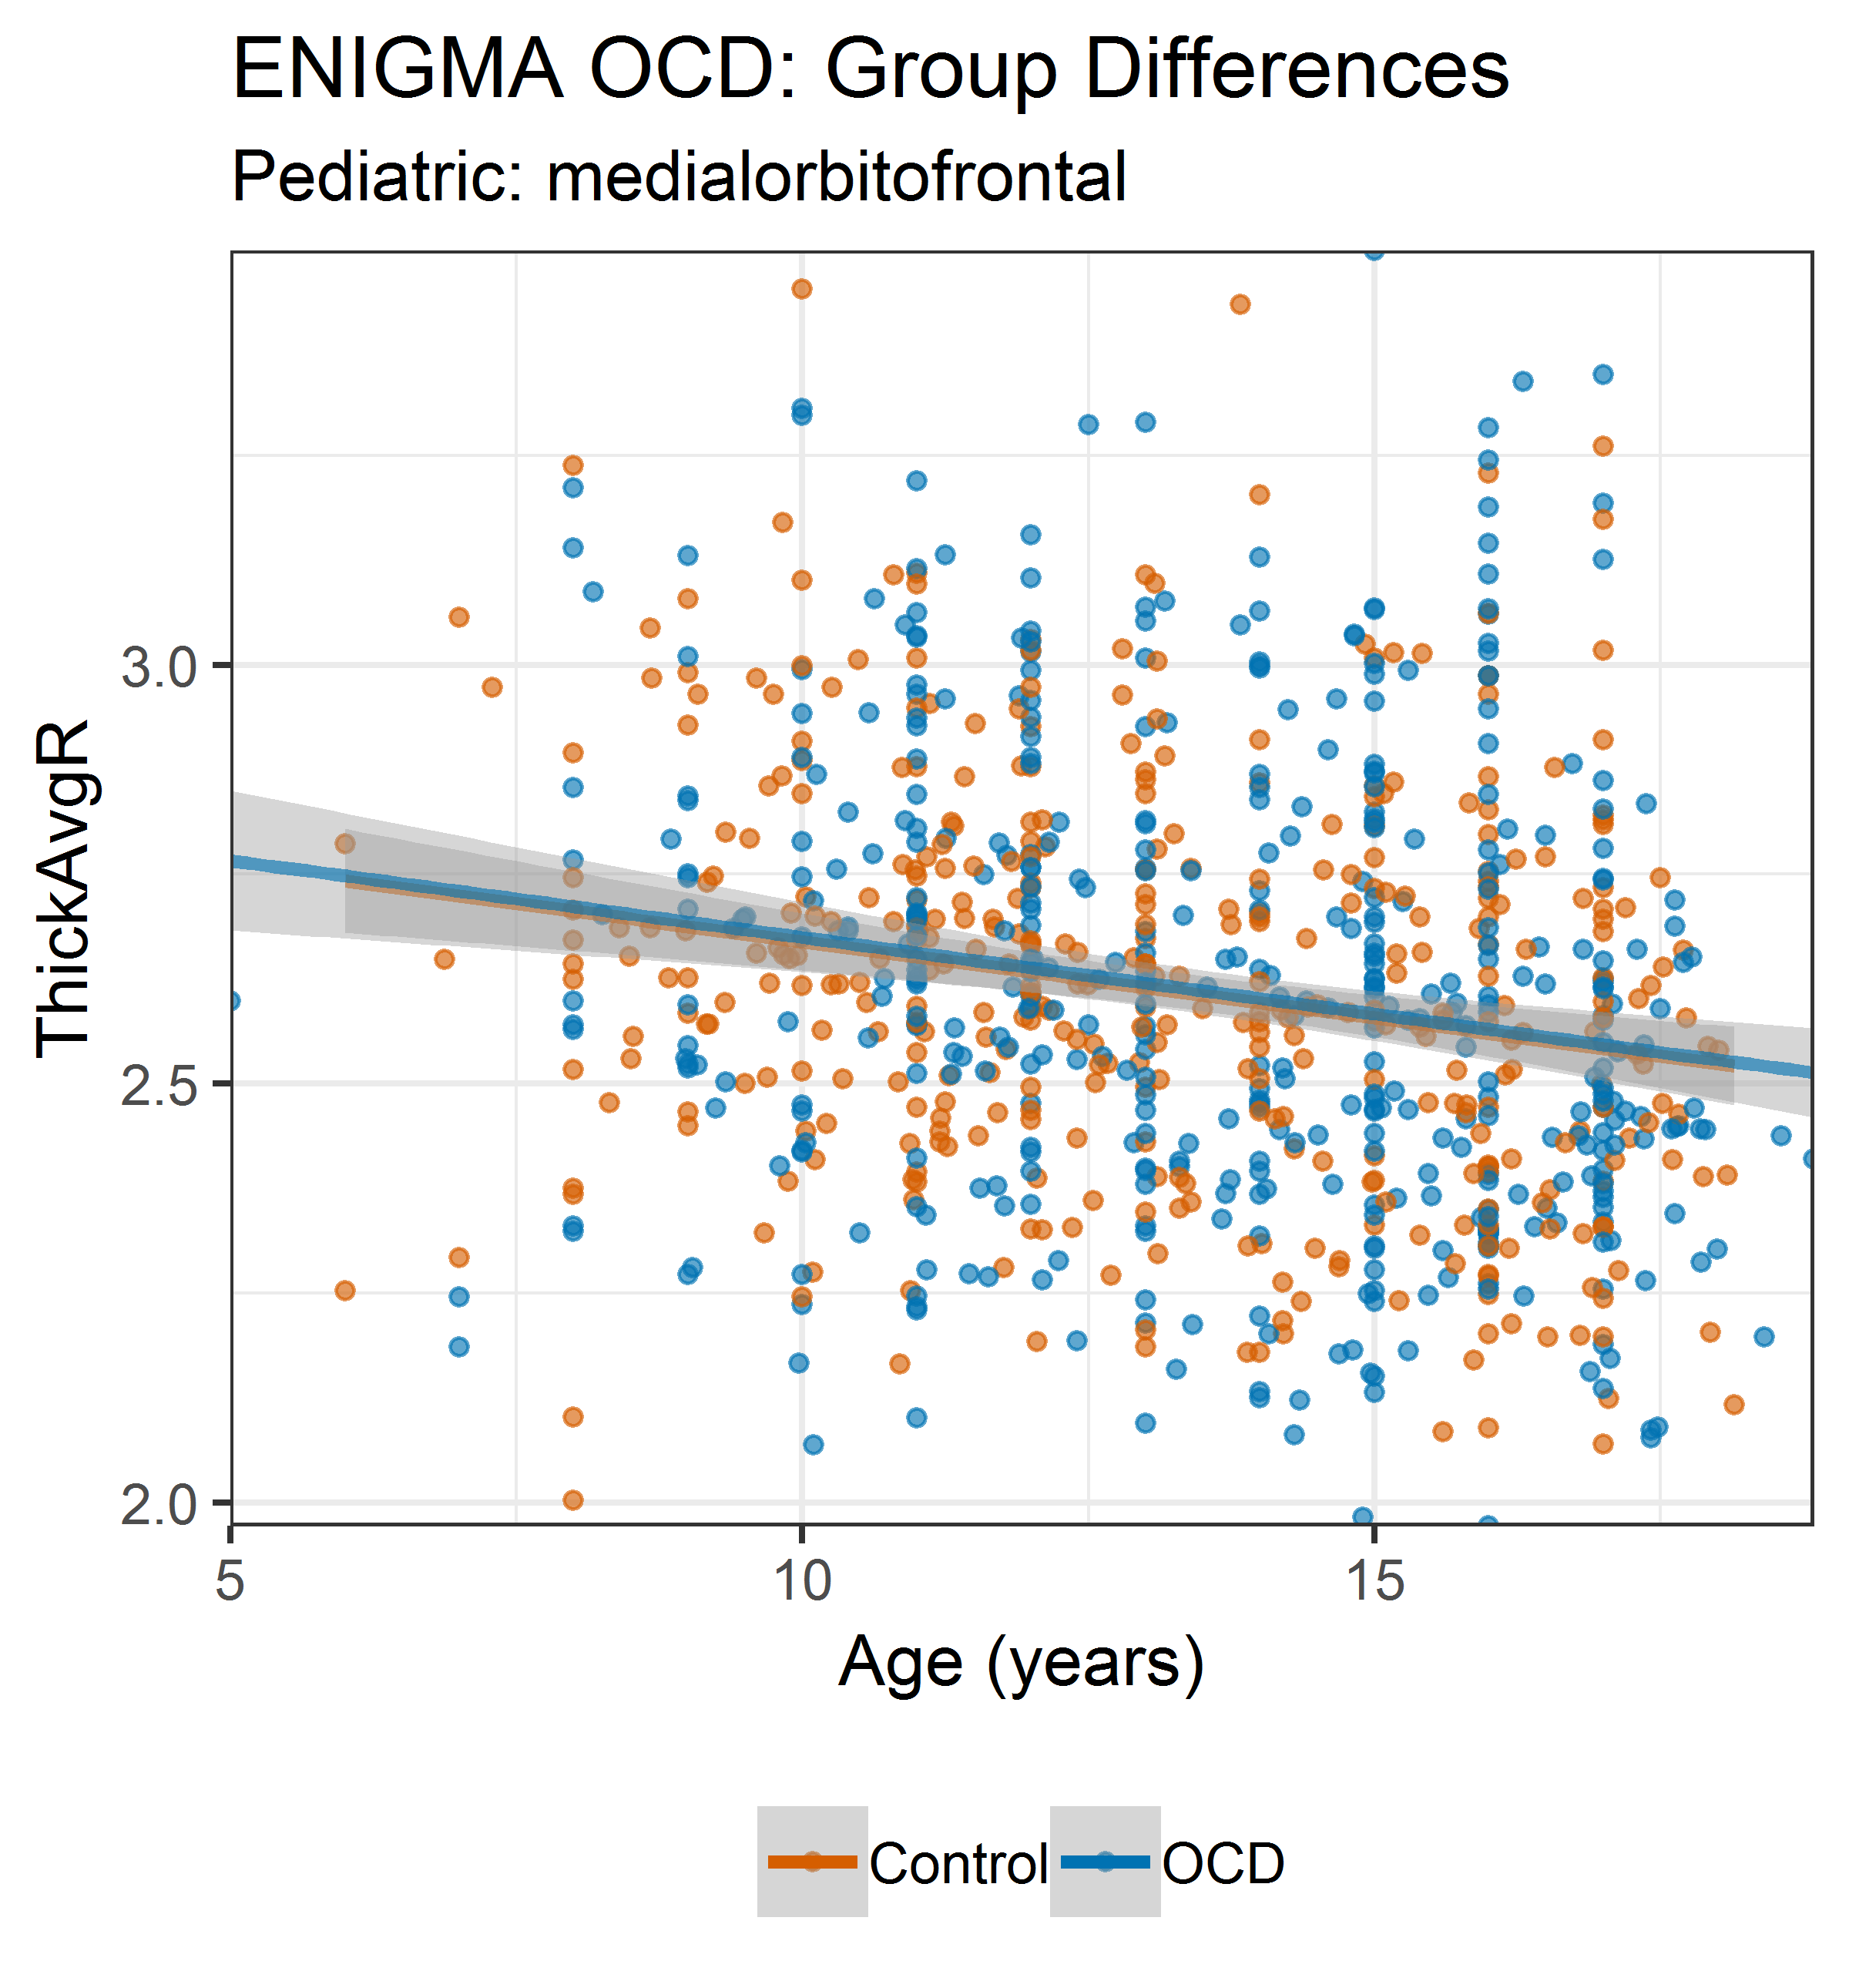 ENIGMA OCD: Group Differences
Pediatric: medialorbitofrontal
ThickAvgR
3.0
2.5
2.0
5 10 15
Age (years)
Control OCD